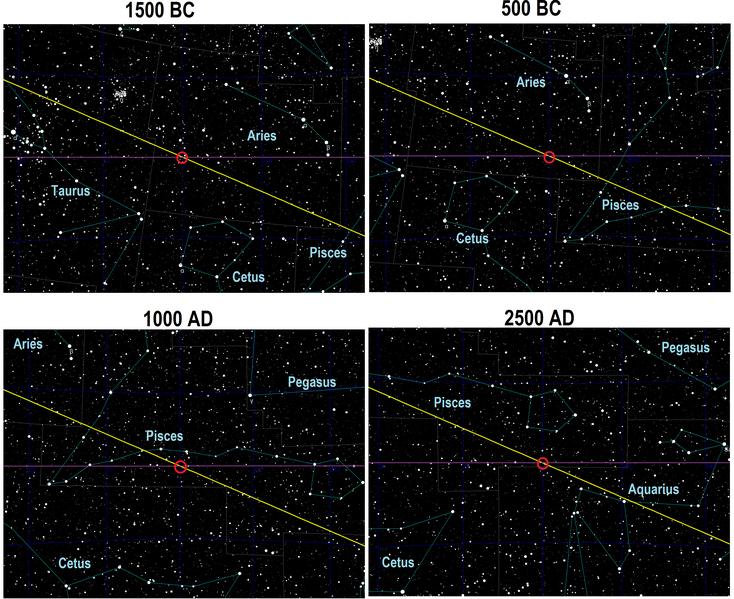 1500 BC
500 BC
Aries
Taurus
Pisces
Cetus
Aries
Pisces
Cetus
1000 AD
2500 AD
Aries
Pegasus
Pisces
Cetus
Pegasus
Pisces
Aquarius
Cetus